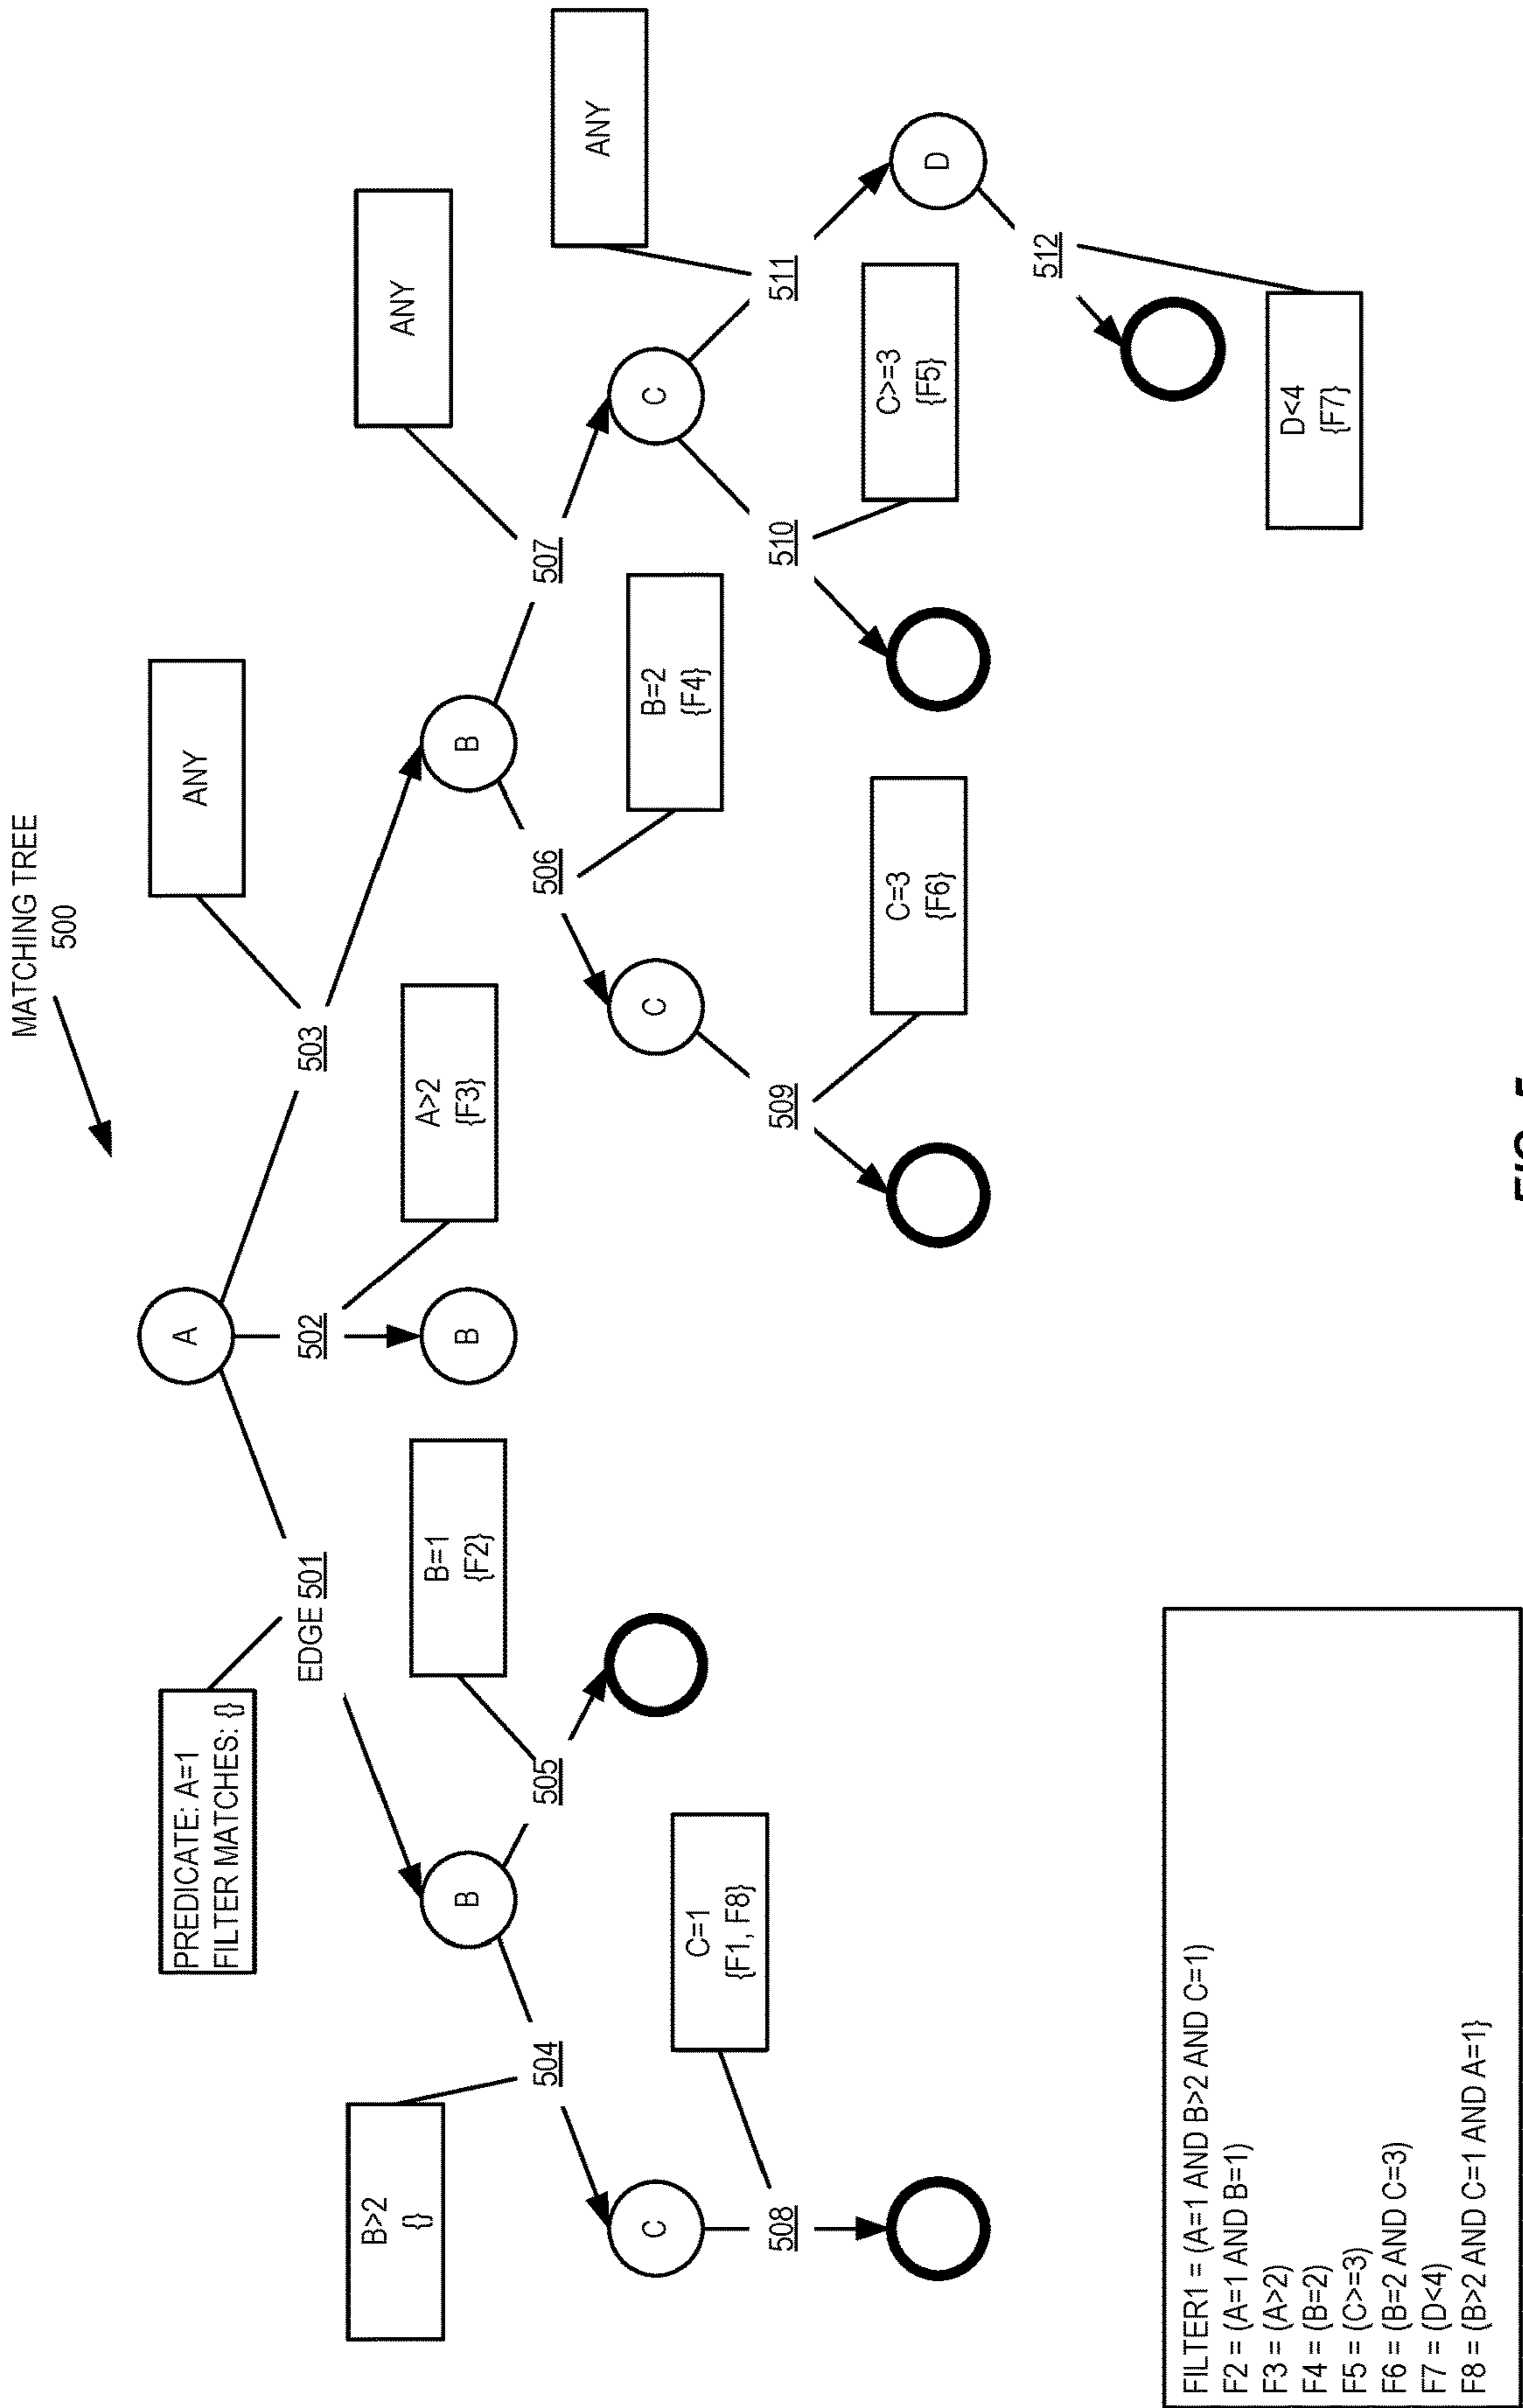 MATCHING TREE
500
PREDICATE: A=1
FILTER MATCHES: {}
EDGE 501
A
502
A>2
{F3}
503
ANY
B>2
{}
504
B
B=1
{F2}
505
B
B
506
B=2
{F4}
507
ANY
C
C=1
{F1, F8}
508
C
509
C=3
{F6}
C
510
C>=3
{F5}
511
ANY
D
512
D<4
{F7}
FILTER1 = (A=1 AND B>2 AND C=1)
F2 = (A=1 AND B=1)
F3 = (A>2)
F4 = (B=2)
F5 = (C>=3)
F6 = (B=2 AND C=3)
F7 = (D<4)
F8 = (B>2 AND C=1 AND A=1}